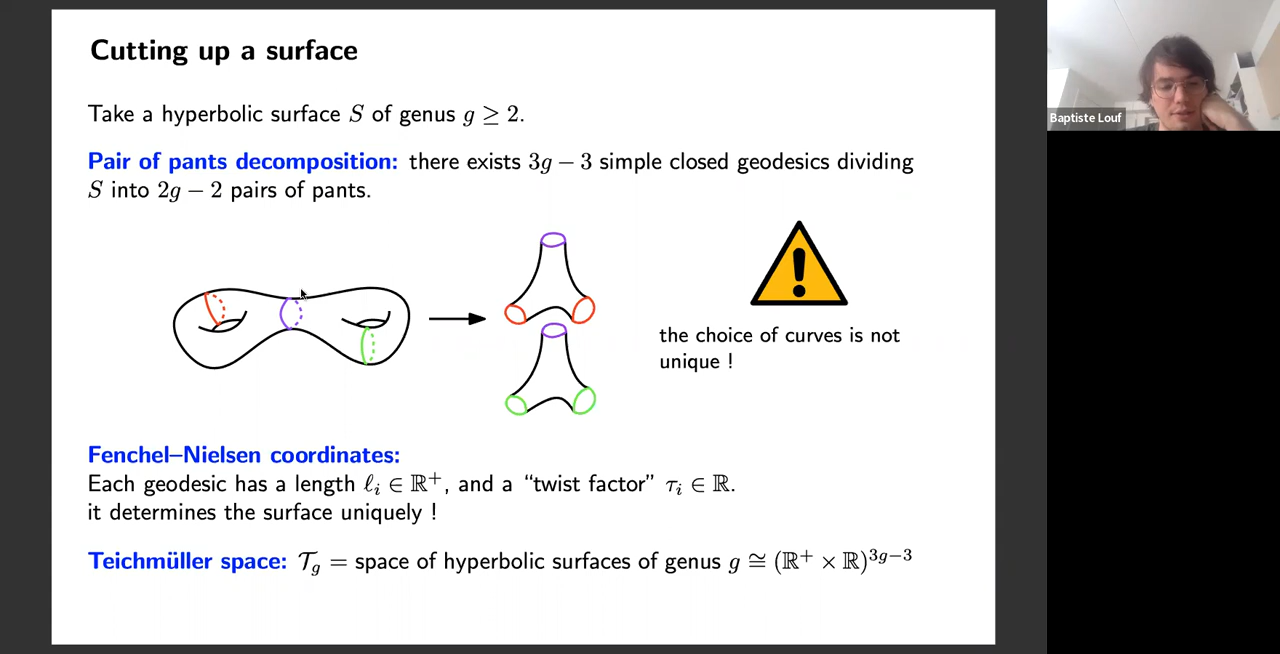 Cutting up a surface
Take a hyperbolic surface S of genus g ≥ 2.
Pair of pants decomposition: there exists 3g − 3 simple closed geodesics dividing
S into 2g − 2 pairs of pants.
the choice of curves is not
unique !
Fenchel–Nielsen coordinates:
Each geodesic has a length ℓᵢ ∈ ℝ⁺, and a “twist factor” τᵢ ∈ ℝ.
it determines the surface uniquely !
Teichmüller space: 𝒯g = space of hyperbolic surfaces of genus g ≅ (ℝ⁺ × ℝ)³ᵍ⁻³
Baptiste Louf